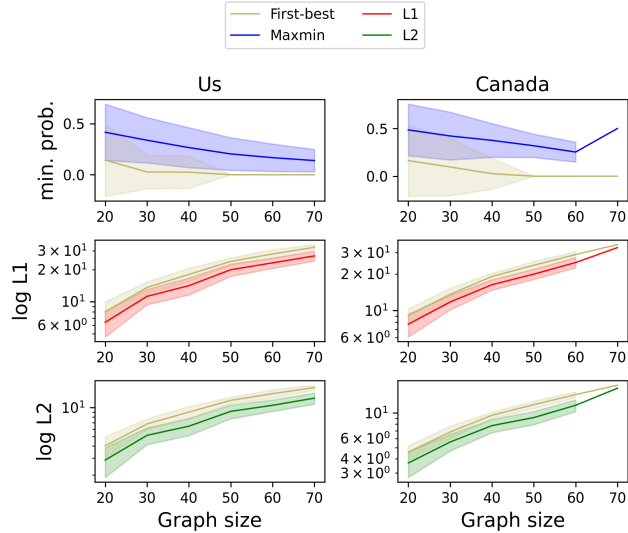 First-best
L1
Maxmin
L2
Us
Canada
min. prob.
0.5
0.0
20 30 40 50 60 70
0.5
0.0
20 30 40 50 60 70
log L1
3 × 10¹
2 × 10¹
10¹
6 × 10⁰
20 30 40 50 60 70
3 × 10¹
2 × 10¹
10¹
6 × 10⁰
20 30 40 50 60 70
log L2
10¹
20 30 40 50 60 70
Graph size
10¹
6 × 10⁰
4 × 10⁰
3 × 10⁰
20 30 40 50 60 70
Graph size